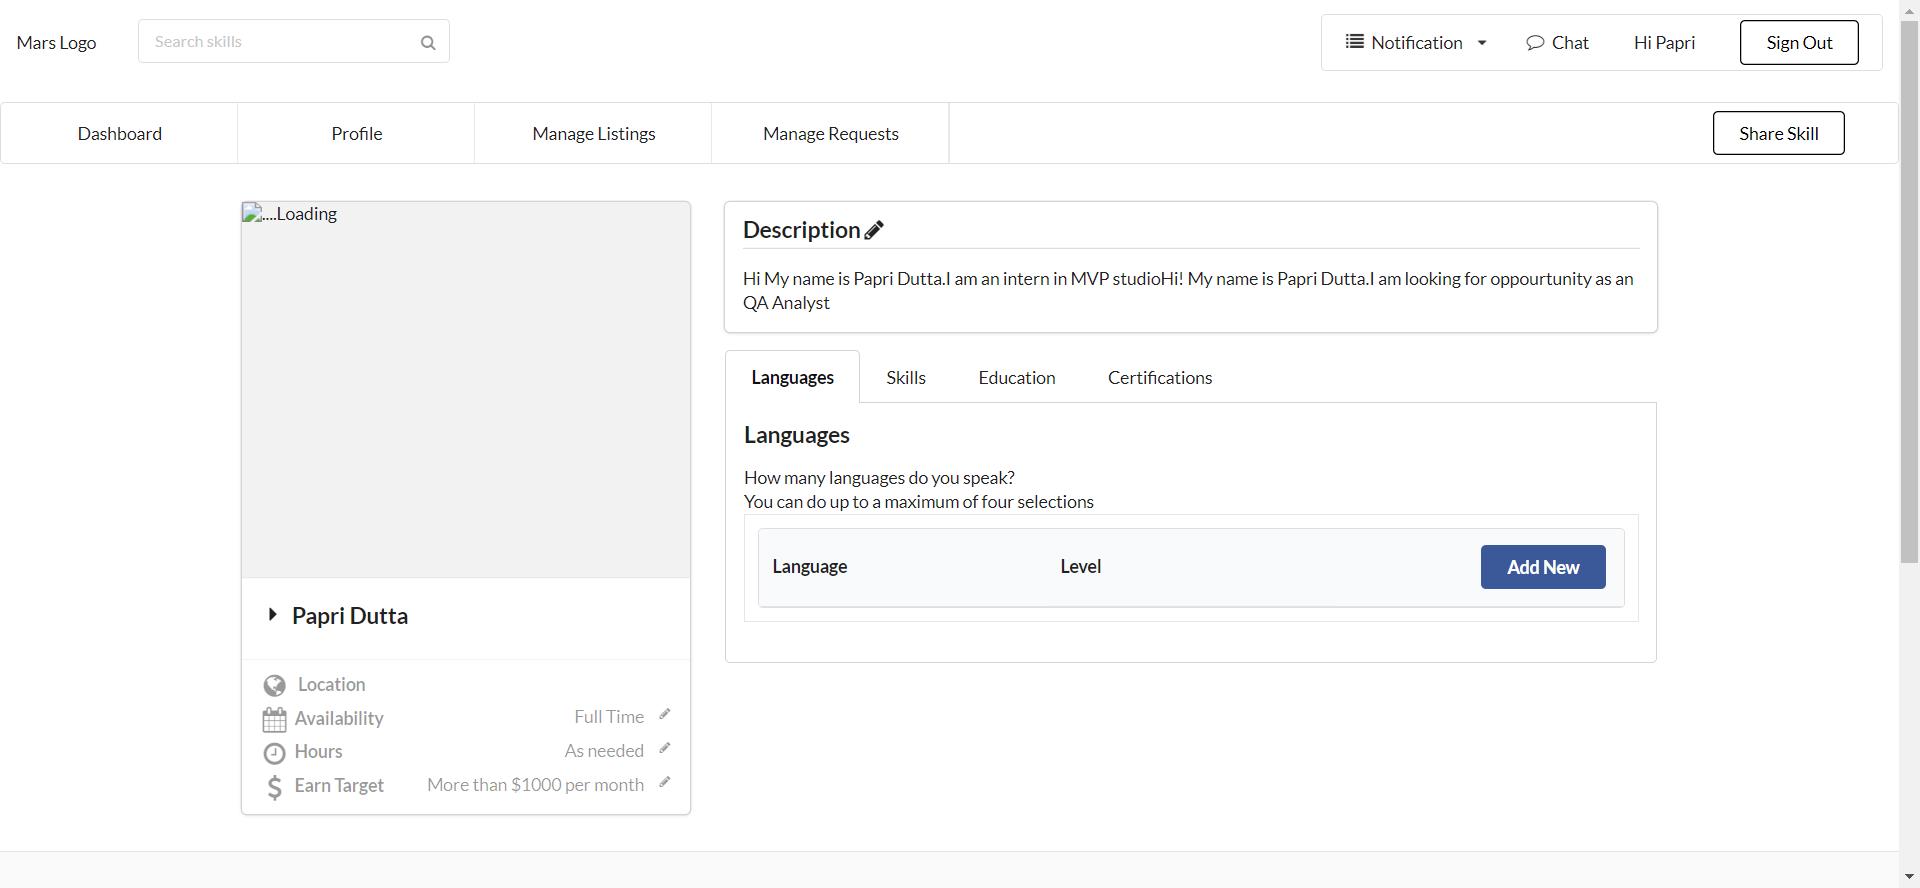 Mars Logo
Search skills
Notification
Chat
Hi Papri
Sign Out
Dashboard
Profile
Manage Listings
Manage Requests
Share Skill
....Loading
Papri Dutta
Location
Availability
Full Time
Hours
As needed
Earn Target
More than $1000 per month
Description
Hi My name is Papri Dutta.I am an intern in MVP studioHi! My name is Papri Dutta.I am looking for oppourtunity as an
QA Analyst
Languages
Skills
Education
Certifications
Languages
How many languages do you speak?
You can do up to a maximum of four selections
Language
Level
Add New